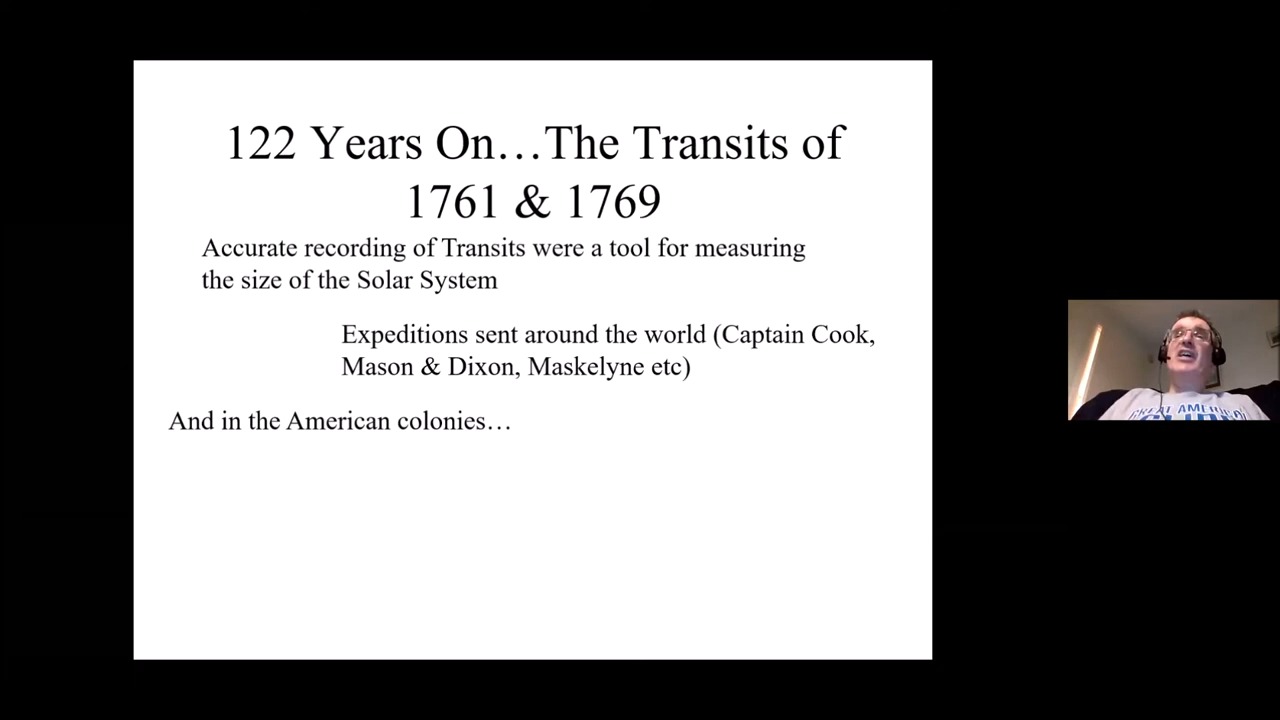 122 Years On…The Transits of
1761 & 1769
Accurate recording of Transits were a tool for measuring
the size of the Solar System
Expeditions sent around the world (Captain Cook,
Mason & Dixon, Maskelyne etc)
And in the American colonies…
GREAT AMERICAN